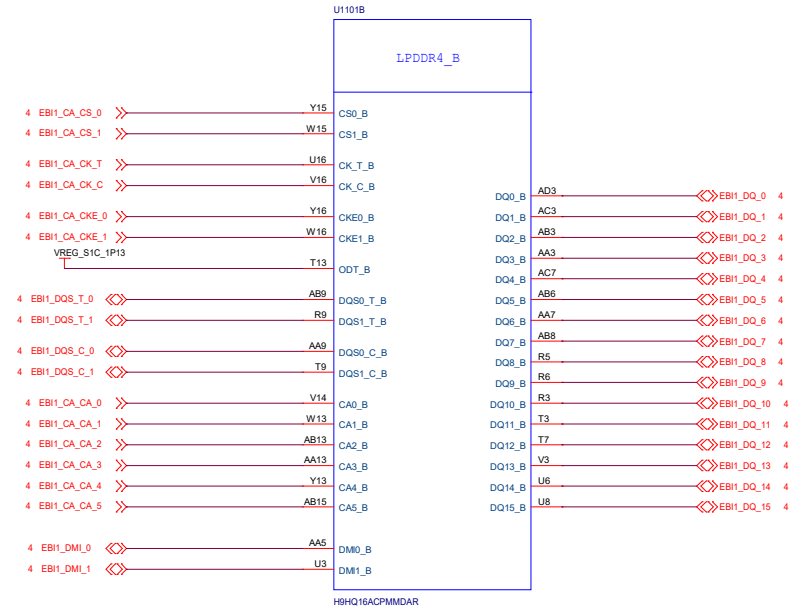 U1101B
LPDDR4_B
4 EBI1_CA_CS_0 Y15 CS0_B
4 EBI1_CA_CS_1 W15 CS1_B
4 EBI1_CA_CK_T U16 CK_T_B
4 EBI1_CA_CK_C V16 CK_C_B
4 EBI1_CA_CKE_0 Y16 CKE0_B
4 EBI1_CA_CKE_1 W16 CKE1_B
VREG_S1C_1P13
T13 ODT_B
4 EBI1_DQS_T_0 AB9 DQS0_T_B
4 EBI1_DQS_T_1 R9 DQS1_T_B
4 EBI1_DQS_C_0 AA9 DQS0_C_B
4 EBI1_DQS_C_1 T9 DQS1_C_B
4 EBI1_CA_CA_0 V14 CA0_B
4 EBI1_CA_CA_1 W13 CA1_B
4 EBI1_CA_CA_2 AB13 CA2_B
4 EBI1_CA_CA_3 AA13 CA3_B
4 EBI1_CA_CA_4 Y13 CA4_B
4 EBI1_CA_CA_5 AB15 CA5_B
4 EBI1_DMI_0 AA5 DMI0_B
4 EBI1_DMI_1 U3 DMI1_B
DQ0_B AD3 EBI1_DQ_0 4
DQ1_B AC3 EBI1_DQ_1 4
DQ2_B AB3 EBI1_DQ_2 4
DQ3_B AA3 EBI1_DQ_3 4
DQ4_B AC7 EBI1_DQ_4 4
DQ5_B AB6 EBI1_DQ_5 4
DQ6_B AA7 EBI1_DQ_6 4
DQ7_B AB8 EBI1_DQ_7 4
DQ8_B R5 EBI1_DQ_8 4
DQ9_B R6 EBI1_DQ_9 4
DQ10_B R3 EBI1_DQ_10 4
DQ11_B T3 EBI1_DQ_11 4
DQ12_B T7 EBI1_DQ_12 4
DQ13_B V3 EBI1_DQ_13 4
DQ14_B U6 EBI1_DQ_14 4
DQ15_B U8 EBI1_DQ_15 4
H9HQ16ACPMMDAR